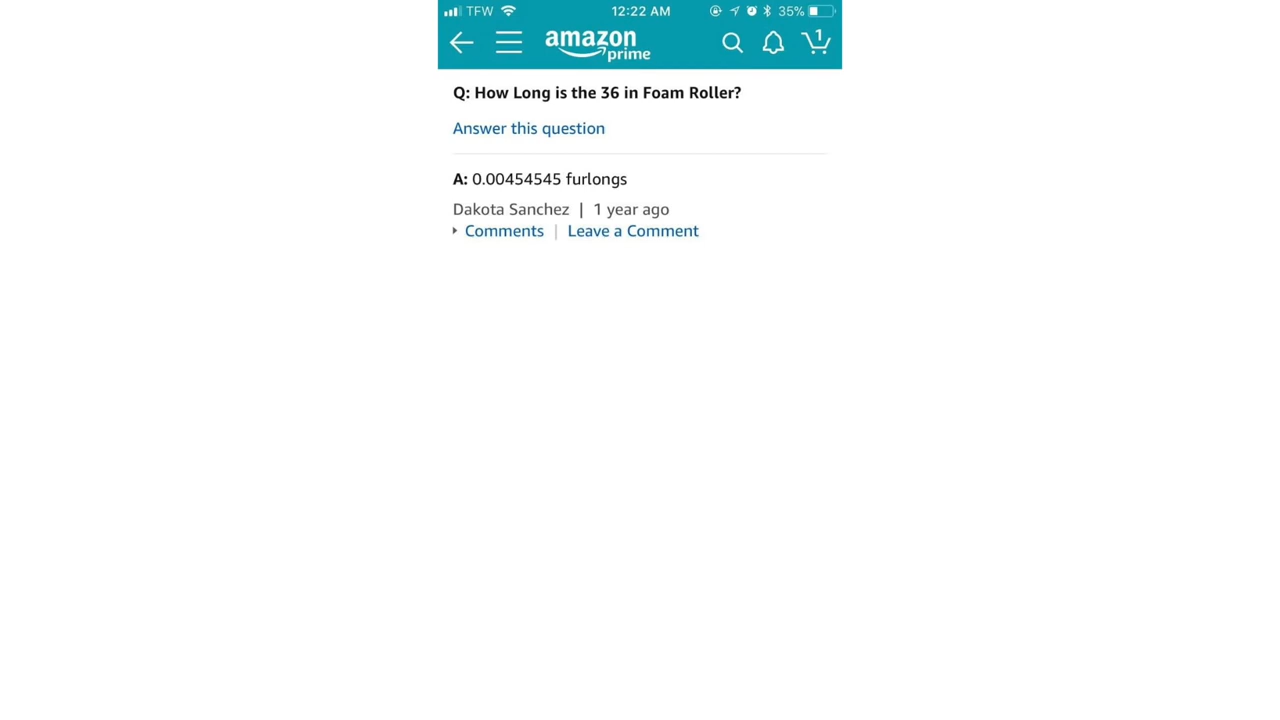 TFW 12:22 AM 35%
amazon prime 1
Q: How Long is the 36 in Foam Roller?
Answer this question
A: 0.00454545 furlongs
Dakota Sanchez | 1 year ago
Comments | Leave a Comment